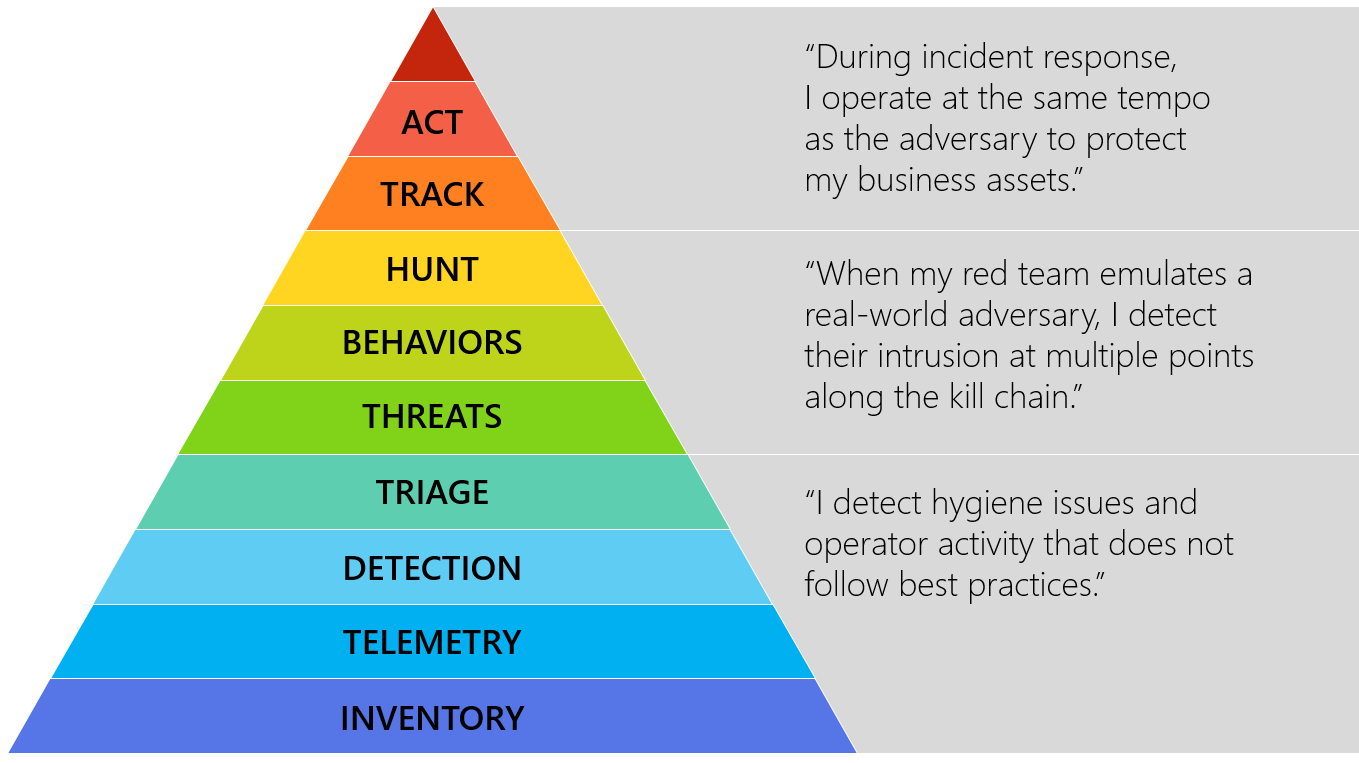 ACT
TRACK
HUNT
BEHAVIORS
THREATS
TRIAGE
DETECTION
TELEMETRY
INVENTORY
“During incident response,
I operate at the same tempo
as the adversary to protect
my business assets.”
“When my red team emulates a
real-world adversary, I detect
their intrusion at multiple points
along the kill chain.”
“I detect hygiene issues and
operator activity that does not
follow best practices.”